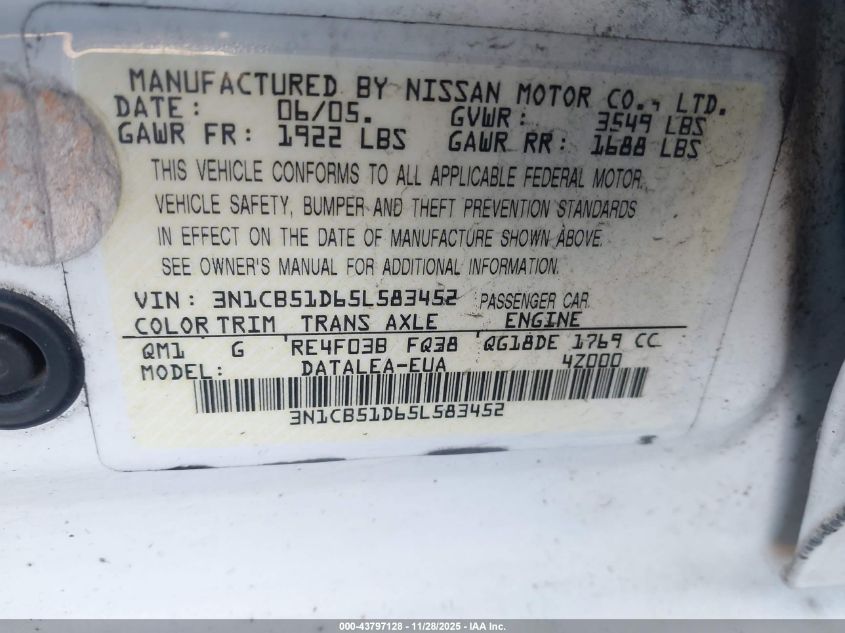 MANUFACTURED BY NISSAN MOTOR CO., LTD.
DATE: 06/05. GVWR: 3549 LBS
GAWR FR: 1922 LBS GAWR RR: 1688 LBS
THIS VEHICLE CONFORMS TO ALL APPLICABLE FEDERAL MOTOR
VEHICLE SAFETY, BUMPER AND THEFT PREVENTION STANDARDS
IN EFFECT ON THE DATE OF MANUFACTURE SHOWN ABOVE.
SEE OWNER'S MANUAL FOR ADDITIONAL INFORMATION.
VIN: 3N1CB51D65L583452 PASSENGER CAR
COLOR TRIM TRANS AXLE ENGINE
QM1 G RE4F03B FQ38 QG18DE 1769 CC
MODEL: DATALEA-EUA 4Z000
3N1CB51D65L583452
000-43797128 | 11/28/2025 - IAA Inc.